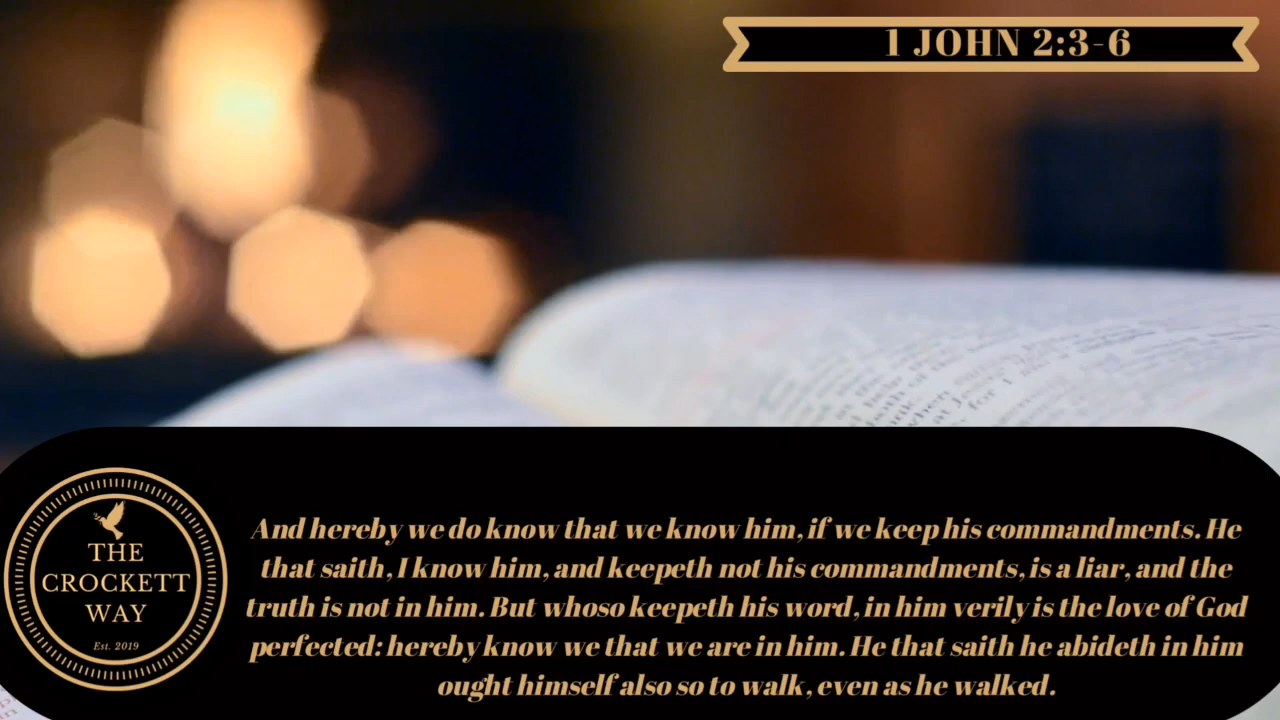 1 JOHN 2:3-6
THE
CROCKETT
WAY
Est. 2019
And hereby we do know that we know him, if we keep his commandments. He
that saith, I know him, and keepeth not his commandments, is a liar, and the
truth is not in him. But whoso keepeth his word, in him verily is the love of God
perfected: hereby know we that we are in him. He that saith he abideth in him
ought himself also so to walk, even as he walked.